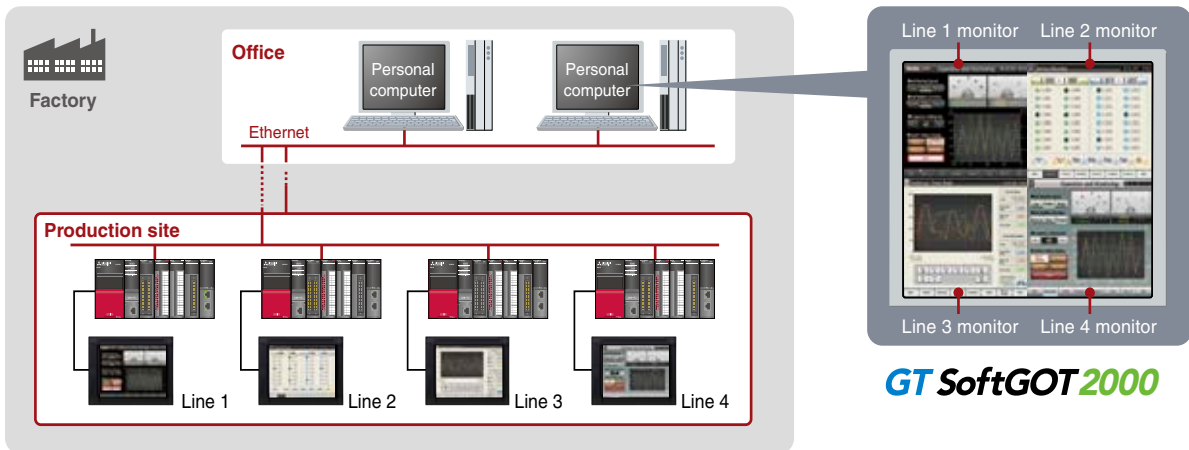 Factory
Office
Personal
computer
Personal
computer
Ethernet
Production site
Line 1
Line 2
Line 3
Line 4
Line 1 monitor
Line 2 monitor
Line 3 monitor
Line 4 monitor
GT SoftGOT2000